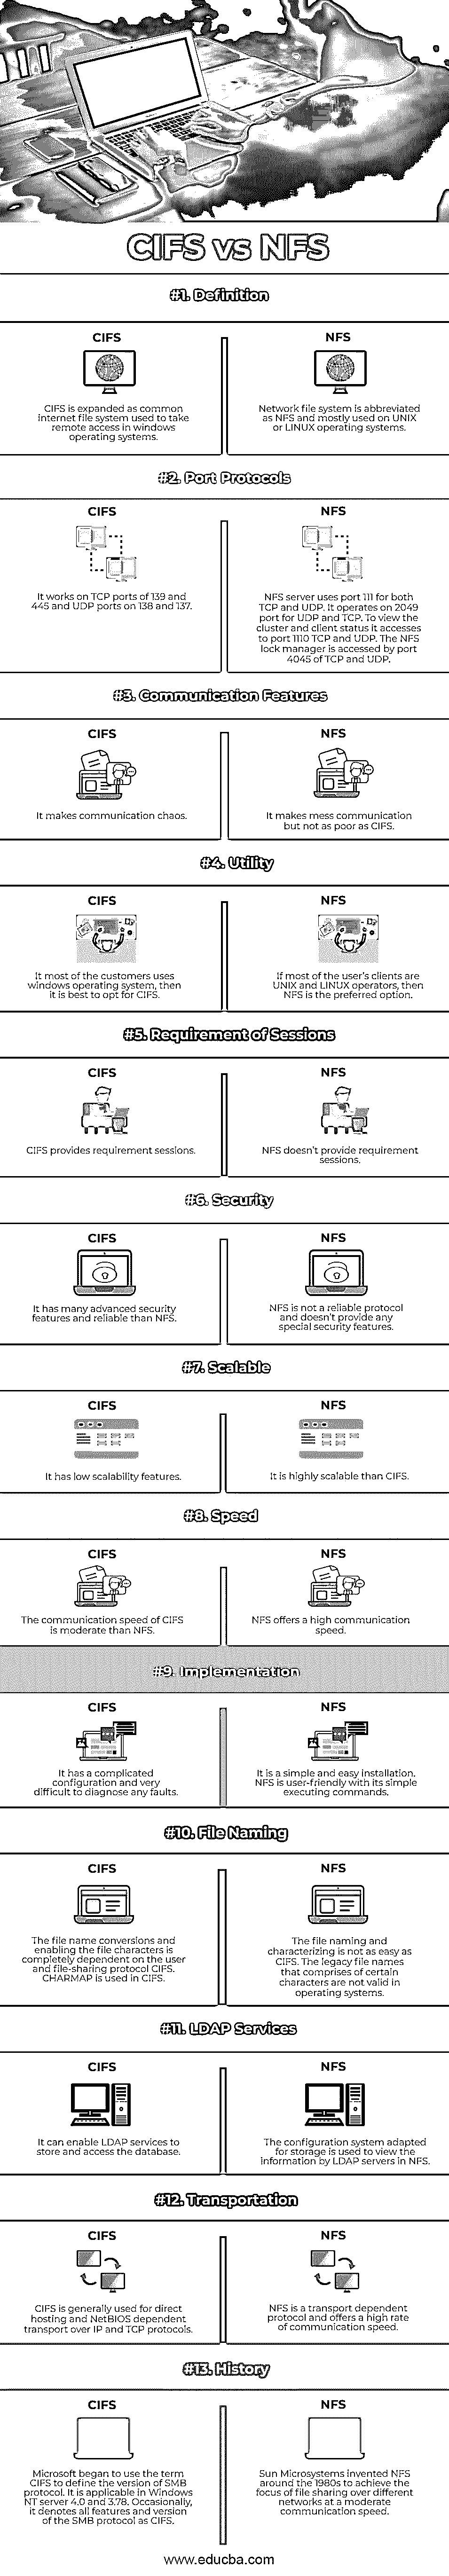 CIFS vs NFS
#1. Definition
CIFS
CIFS is expanded as common
internet file system used to take
remote access in windows
operating systems.
NFS
Network file system is abbreviated
as NFS and mostly used on UNIX
or LINUX operating systems.
#2. Port Protocols
CIFS
It works on TCP ports of 139 and
445 and UDP ports on 138 and 137.
NFS
NFS server uses port 111 for both
TCP and UDP. It operates on 2049
port for UDP and TCP. To view the
cluster and client status it accesses
to port 1110 TCP and UDP. The NFS
lock manager is accessed by port
4045 of TCP and UDP.
#3. Communication Features
CIFS
It makes communication chaos.
NFS
It makes mess communication
but not as poor as CIFS.
#4. Utility
CIFS
It most of the customers uses
windows operating system, then
it is best to opt for CIFS.
NFS
If most of the user's clients are
UNIX and LINUX operators, then
NFS is the preferred option.
#5. Requirement of Sessions
CIFS
CIFS provides requirement sessions.
NFS
NFS doesn't provide requirement
sessions.
#6. Security
CIFS
It has many advanced security
features and reliable than NFS.
NFS
NFS is not a reliable protocol
and doesn't provide any
special security features.
#7. Scalable
CIFS
It has low scalability features.
NFS
It is highly scalable than CIFS.
#8. Speed
CIFS
The communication speed of CIFS
is moderate than NFS.
NFS
NFS offers a high communication
speed.
#9. Implementation
CIFS
It has a complicated
configuration and very
difficult to diagnose any faults.
NFS
It is a simple and easy installation.
NFS is user-friendly with its simple
executing commands.
#10. File Naming
CIFS
The file name conversions and
enabling the file characters is
completely dependent on the user
and file-sharing protocol CIFS.
CHARMAP is used in CIFS.
NFS
The file naming and
characterizing is not as easy as
CIFS. The legacy file names
that comprises of certain
characters are not valid in
operating systems.
#11. LDAP Services
CIFS
It can enable LDAP services to
store and access the database.
NFS
The configuration system adapted
for storage is used to view the
information by LDAP servers in NFS.
#12. Transportation
CIFS
CIFS is generally used for direct
hosting and NetBIOS dependent
transport over IP and TCP protocols.
NFS
NFS is a transport dependent
protocol and offers a high rate
of communication speed.
#13. History
CIFS
Microsoft began to use the term
CIFS to define the version of SMB
protocol. It is applicable in Windows
NT server 4.0 and 3.78. Occasionally,
it denotes all features and version
of the SMB protocol as CIFS.
NFS
Sun Microsystems invented NFS
around the 1980s to achieve the
focus of file sharing over different
networks at a moderate
communication speed.
www.educba.com